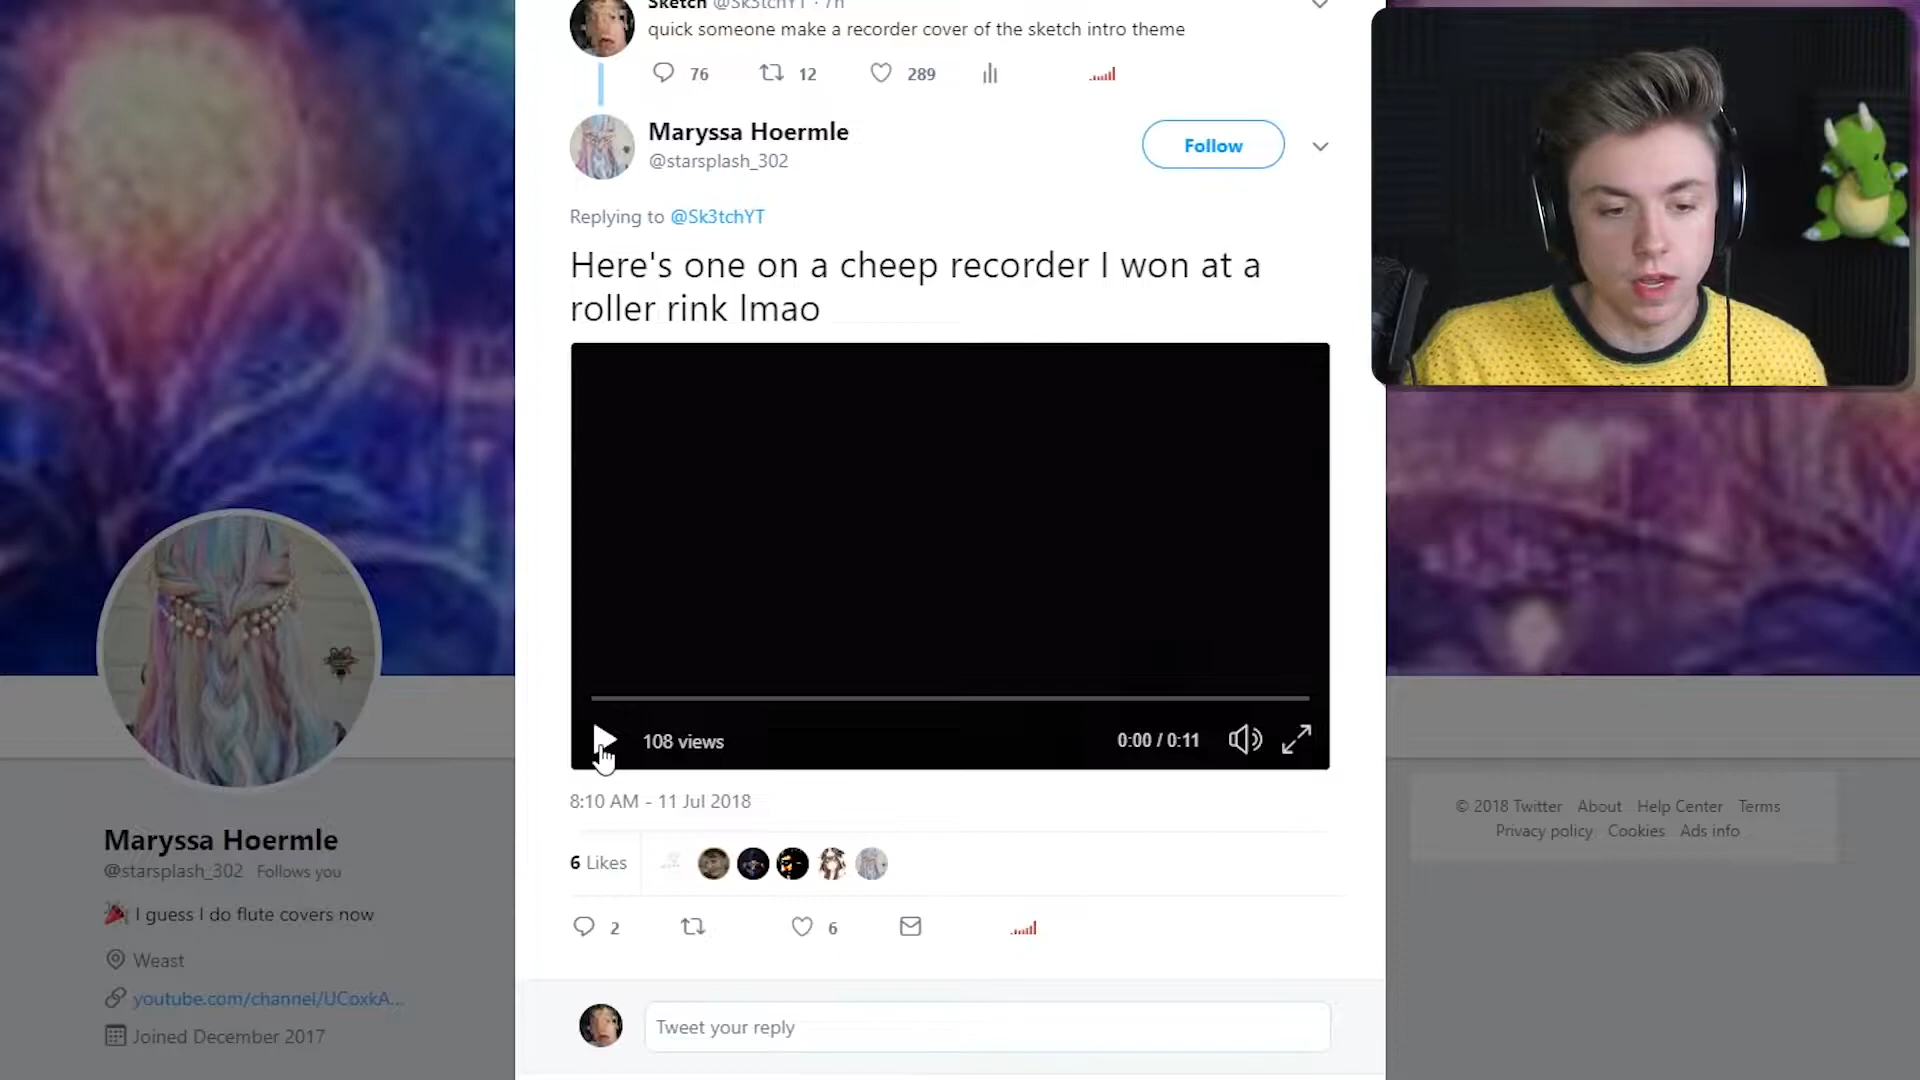 Sketch @Sk3tchYT · 7h
quick someone make a recorder cover of the sketch intro theme
76 12 289
Maryssa Hoermle
@starsplash_302
Follow
Replying to @Sk3tchYT
Here's one on a cheep recorder I won at a
roller rink lmao
108 views
0:00 / 0:11
8:10 AM - 11 Jul 2018
6 Likes
2 6
Tweet your reply
Maryssa Hoermle
@starsplash_302 Follows you
I guess I do flute covers now
Weast
youtube.com/channel/UCoxkA...
Joined December 2017
© 2018 Twitter About Help Center Terms
Privacy policy Cookies Ads info